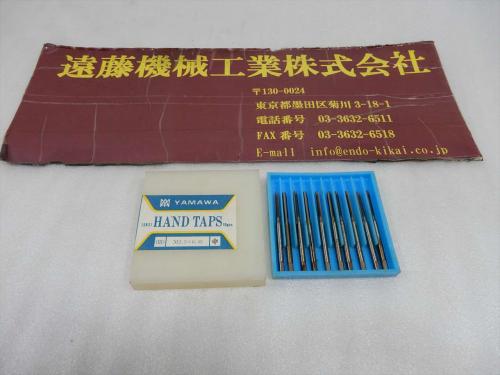 遠藤機械工業株式会社
〒130-0024
東京都墨田区菊川 3-18-1
電話番号 03-3632-6511
FAX 番号 03-3632-6518
E-mail info@endo-kikai.co.jp
YAMAWA
HAND TAPS